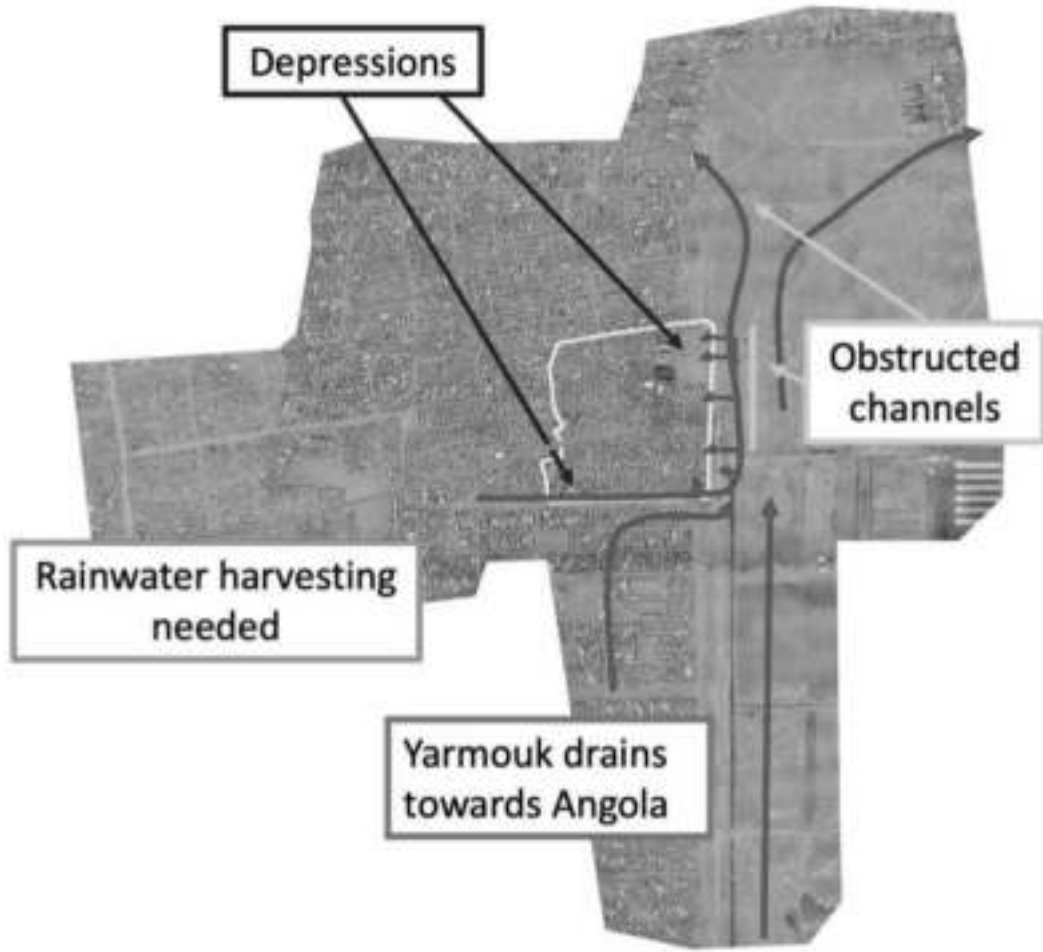 Depressions
Obstructed
channels
Rainwater harvesting
needed
Yarmouk drains
towards Angola